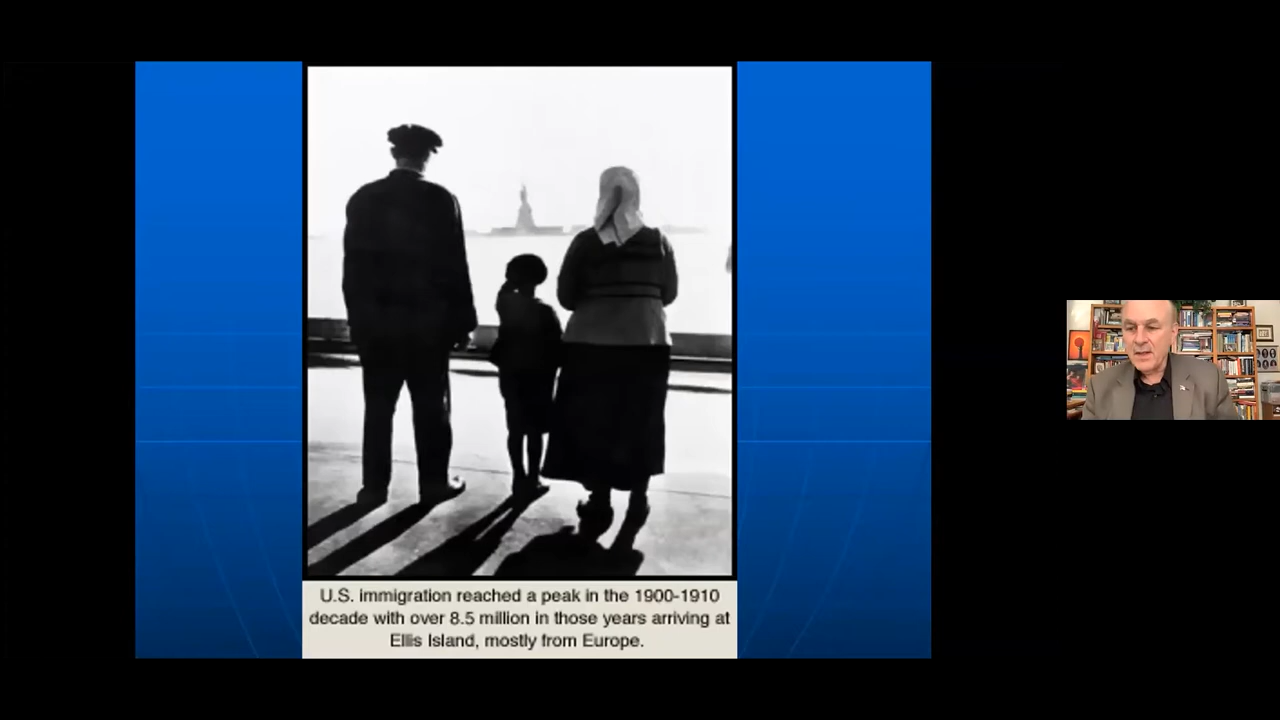 U.S. immigration reached a peak in the 1900-1910
decade with over 8.5 million in those years arriving at
Ellis Island, mostly from Europe.